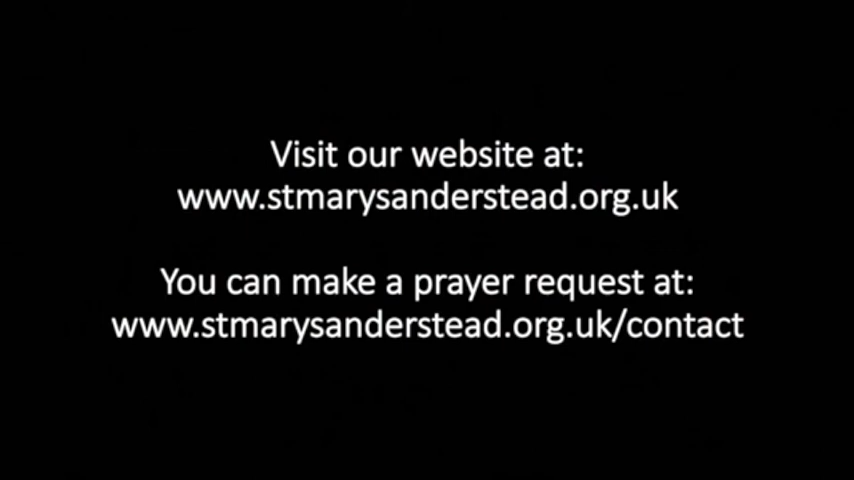 Visit our website at:
www.stmarysanderstead.org.uk
You can make a prayer request at:
www.stmarysanderstead.org.uk/contact